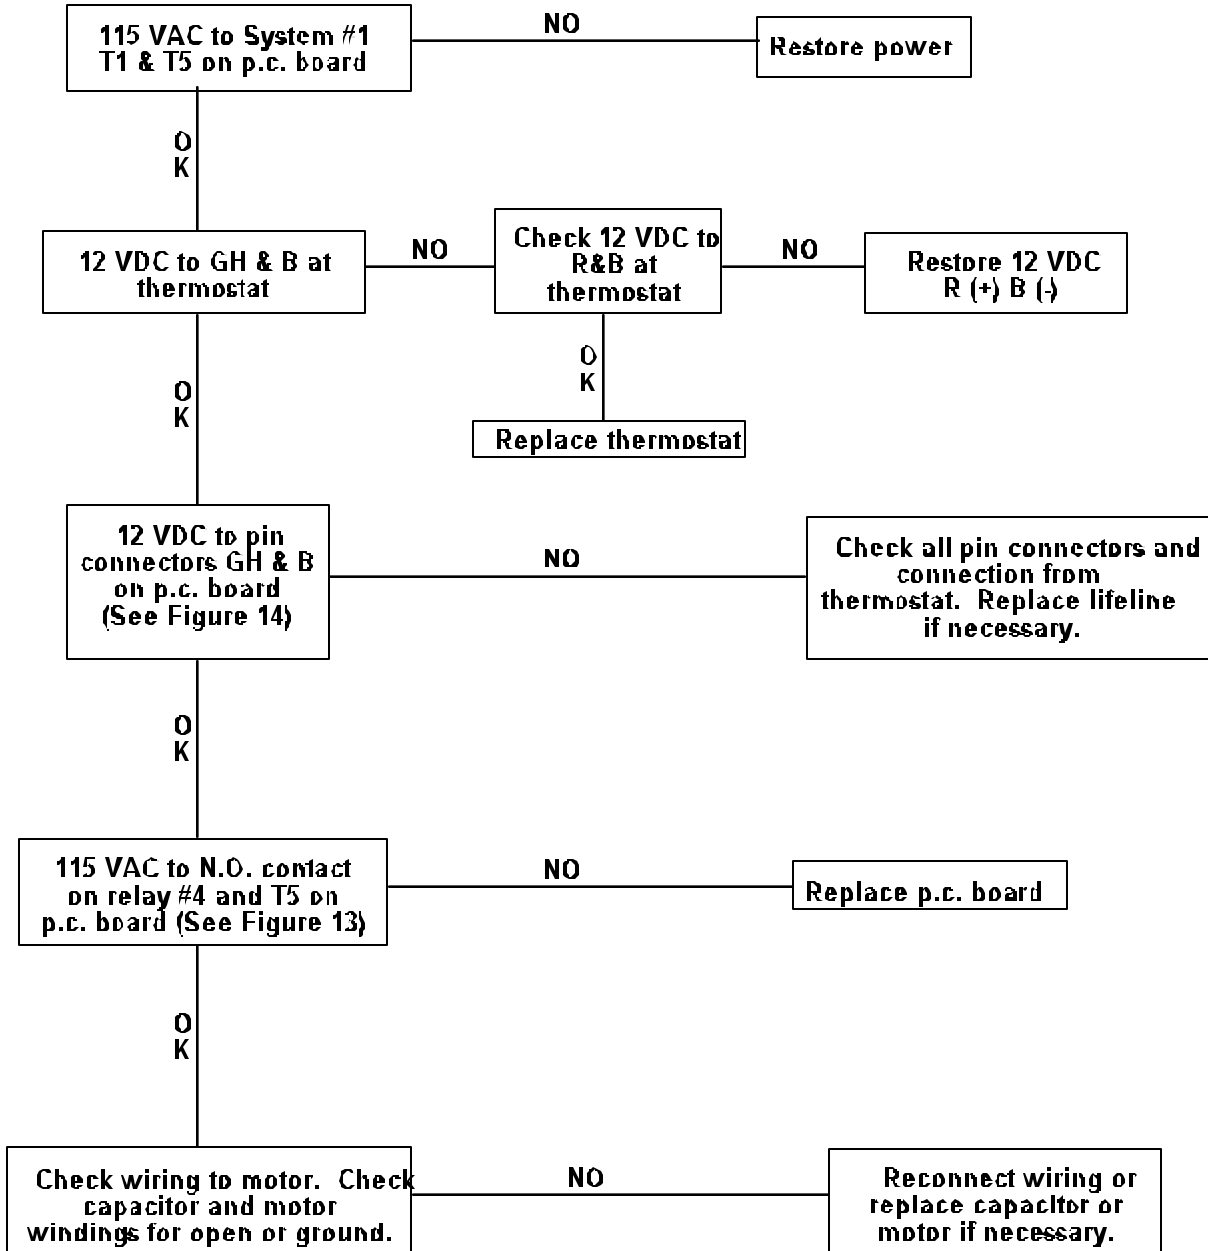 115 VAC to System #1
T1 & T5 on p.c. board
NO
Restore power
O
K
12 VDC to GH & B at
thermostat
NO
Check 12 VDC to
R&B at
thermostat
NO
Restore 12 VDC
R (+) B (-)
O
K
Replace thermostat
O
K
12 VDC to pin
connectors GH & B
on p.c. board
(See Figure 14)
NO
Check all pin connectors and
connection from
thermostat. Replace lifeline
if necessary.
O
K
115 VAC to N.O. contact
on relay #4 and T5 on
p.c. board (See Figure 13)
NO
Replace p.c. board
O
K
Check wiring to motor. Check
capacitor and motor
windings for open or ground.
NO
Reconnect wiring or
replace capacitor or
motor if necessary.